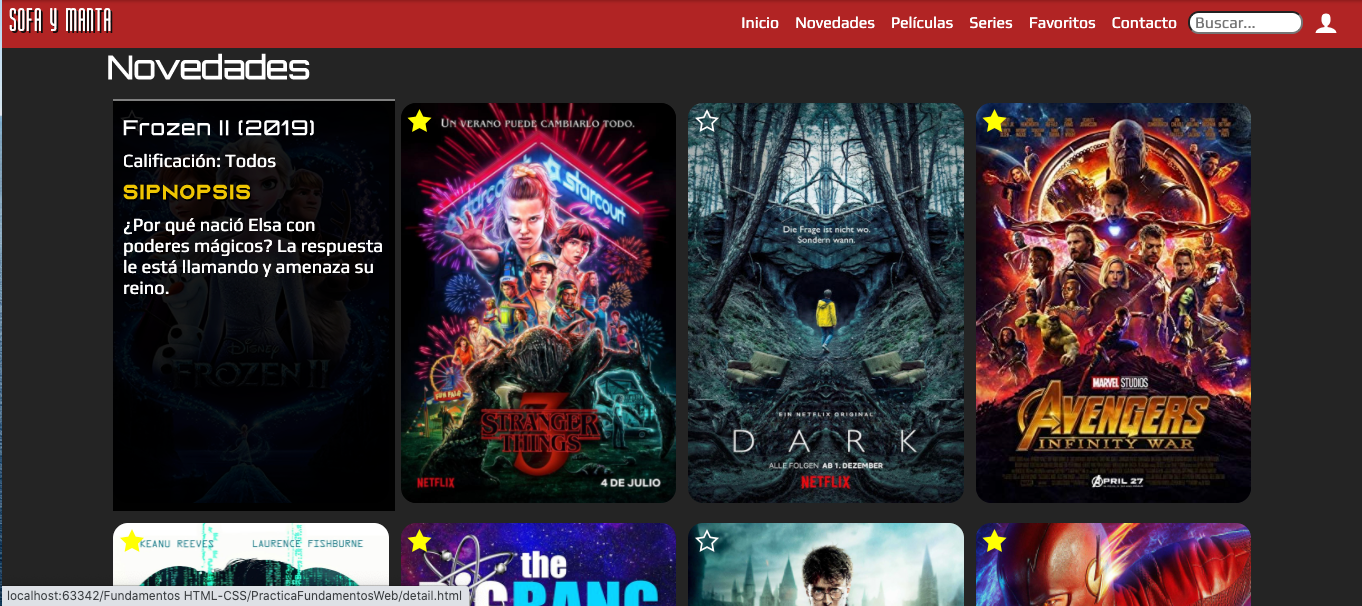 SOFA Y MANTA
Inicio Novedades Películas Series Favoritos Contacto Buscar...
Novedades
Frozen II (2019)
Calificación: Todos
SIPNOPSIS
¿Por qué nació Elsa con
poderes mágicos? La respuesta
le está llamando y amenaza su
reino.
DISNEY
FROZEN II
UN VERANO PUEDE CAMBIARLO TODO.
starcourt
STRANGER
THINGS
3
NETFLIX
4 DE JULIO
Die Frage ist nicht wo.
Sondern wann.
EIN NETFLIX ORIGINAL
DARK
ALLE FOLGEN AB 1. DEZEMBER
NETFLIX
MARVEL STUDIOS
AVENGERS
INFINITY WAR
APRIL 27
KEANU REEVES LAURENCE FISHBURNE
the
BIG BANG
localhost:63342/Fundamentos HTML-CSS/PracticaFundamentosWeb/detail.html